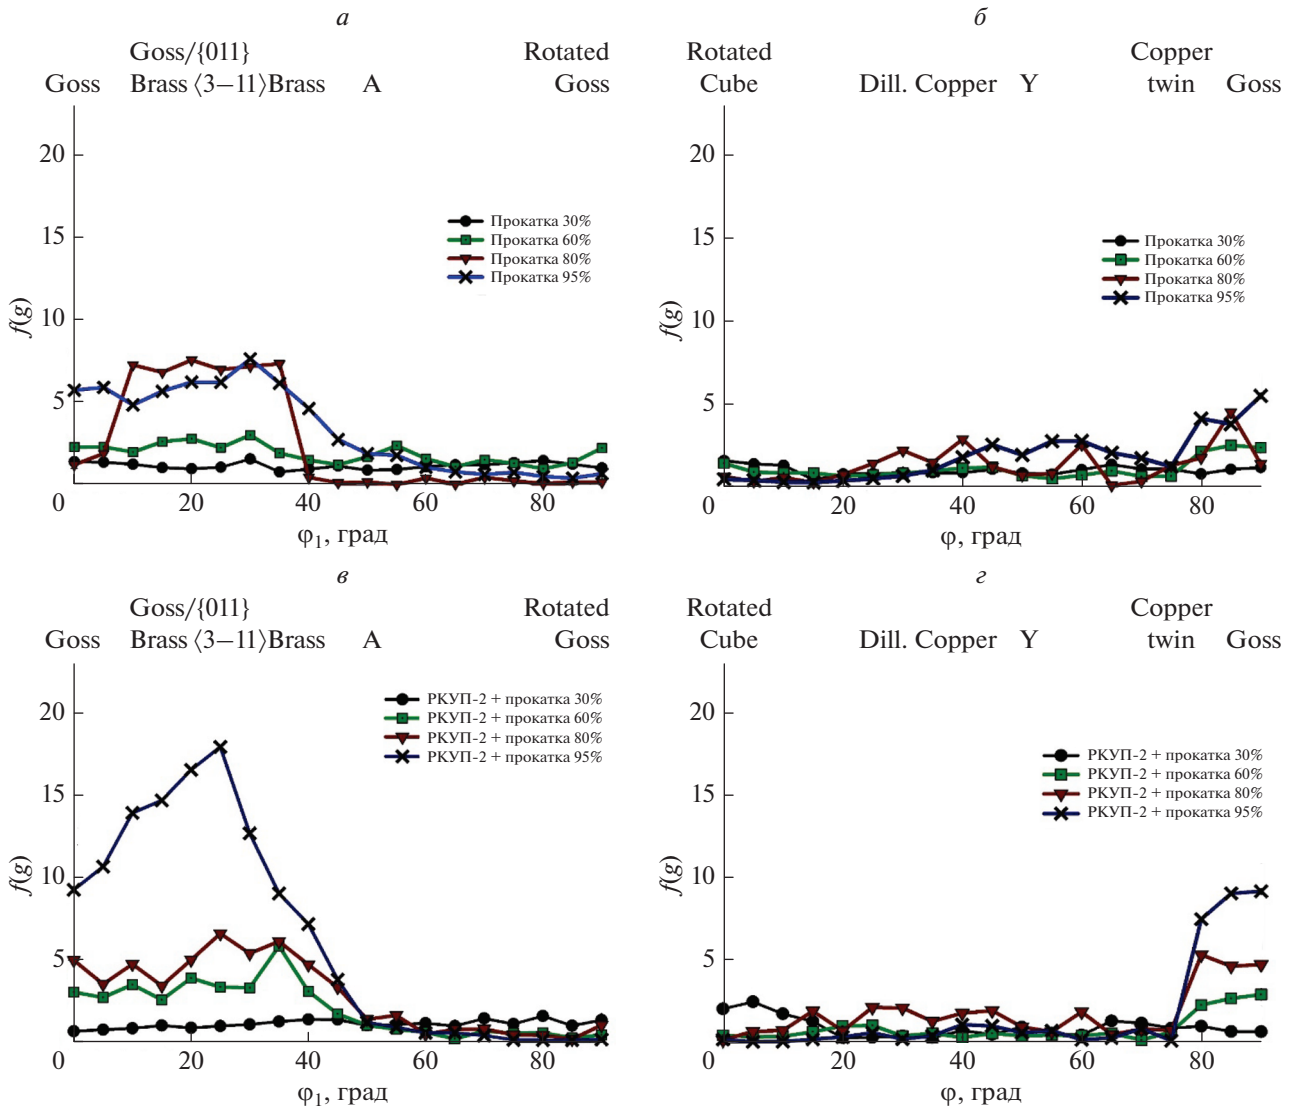 а
Goss/{011}
Rotated
Goss
Brass ⟨3–11⟩Brass
A
Goss
20
15
10
5
0
20
40
60
80
f(g)
Прокатка 30%
Прокатка 60%
Прокатка 80%
Прокатка 95%
φ1, град
б
Rotated
Copper
Cube
Dill. Copper
Y
twin
Goss
20
15
10
5
0
20
40
60
80
f(g)
Прокатка 30%
Прокатка 60%
Прокатка 80%
Прокатка 95%
φ, град
в
Goss/{011}
Rotated
Goss
Brass ⟨3–11⟩Brass
A
Goss
20
15
10
5
0
20
40
60
80
f(g)
РКУП-2 + прокатка 30%
РКУП-2 + прокатка 60%
РКУП-2 + прокатка 80%
РКУП-2 + прокатка 95%
φ1, град
г
Rotated
Copper
Cube
Dill. Copper
Y
twin
Goss
20
15
10
5
0
20
40
60
80
f(g)
РКУП-2 + прокатка 30%
РКУП-2 + прокатка 60%
РКУП-2 + прокатка 80%
РКУП-2 + прокатка 95%
φ, град